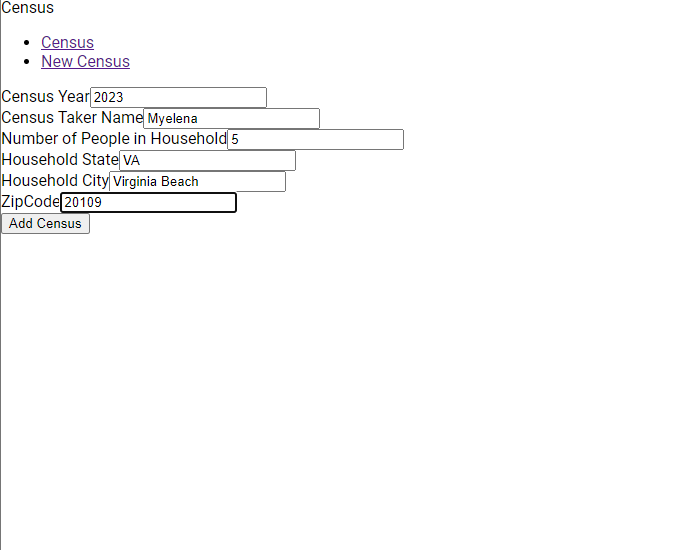 Census
Census
New Census
Census Year 2023
Census Taker Name Myelena
Number of People in Household 5
Household State VA
Household City Virginia Beach
ZipCode 20109
Add Census